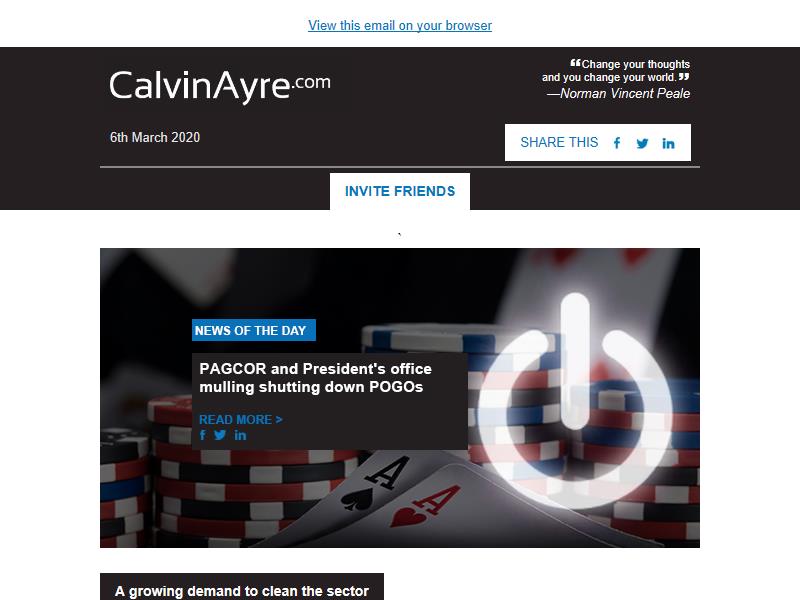 View this email on your browser
CalvinAyre.com
❝Change your thoughts
and you change your world.❞
—Norman Vincent Peale
6th March 2020
SHARE THIS
INVITE FRIENDS
`
NEWS OF THE DAY
PAGCOR and President's office
mulling shutting down POGOs
READ MORE >
A
A
A growing demand to clean the sector